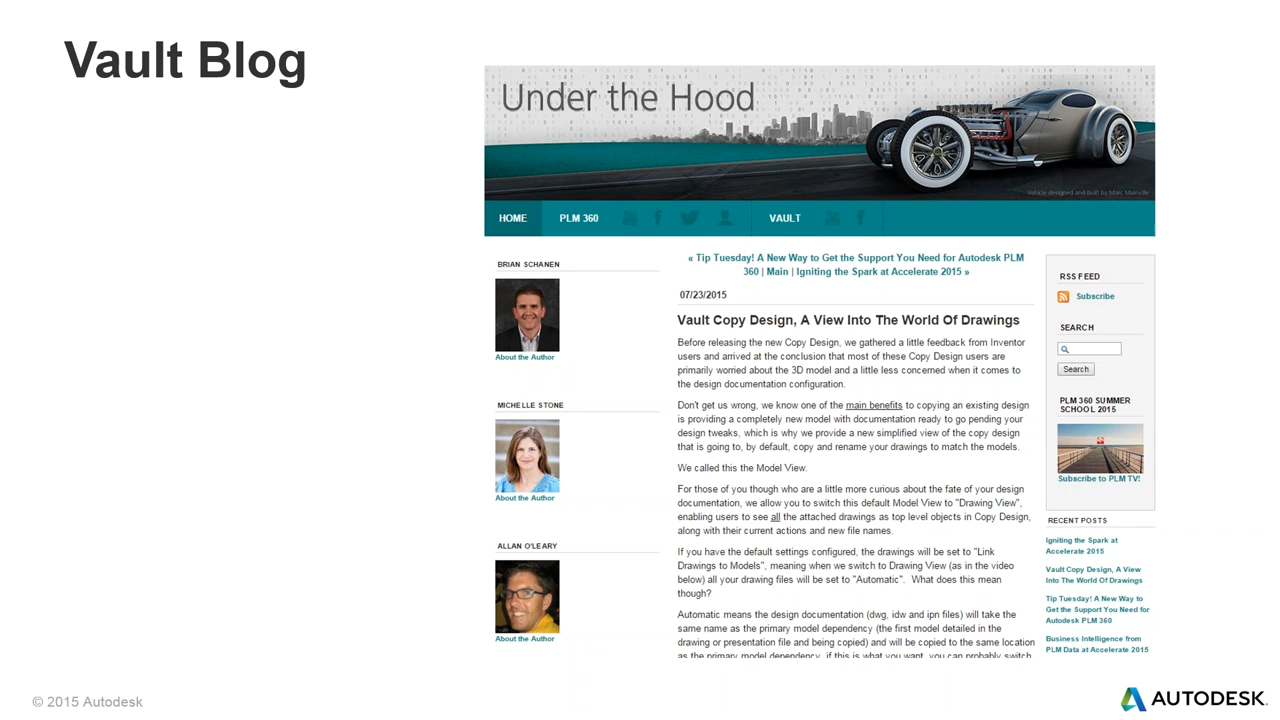 Vault Blog
Under the Hood
Vehicle designed and built by Marc Mainville
HOME
PLM 360
VAULT
BRIAN SCHANEN
About the Author
MICHELLE STONE
About the Author
ALLAN O'LEARY
About the Author
« Tip Tuesday! A New Way to Get the Support You Need for Autodesk PLM
360 | Main | Igniting the Spark at Accelerate 2015 »
07/23/2015
Vault Copy Design, A View Into The World Of Drawings
Before releasing the new Copy Design, we gathered a little feedback from Inventor
users and arrived at the conclusion that most of these Copy Design users are
primarily worried about the 3D model and a little less concerned when it comes to
the design documentation configuration.
Don't get us wrong, we know one of the main benefits to copying an existing design
is providing a completely new model with documentation ready to go pending your
design tweaks, which is why we provide a new simplified view of the copy design
that is going to, by default, copy and rename your drawings to match the models.
We called this the Model View.
For those of you though who are a little more curious about the fate of your design
documentation, we allow you to switch this default Model View to "Drawing View",
enabling users to see all the attached drawings as top level objects in Copy Design,
along with their current actions and new file names.
If you have the default settings configured, the drawings will be set to "Link
Drawings to Models", meaning when we switch to Drawing View (as in the video
below) all your drawing files will be set to "Automatic".  What does this mean
though?
Automatic means the design documentation (dwg, idw and ipn files) will take the
same name as the primary model dependency (the first model detailed in the
drawing or presentation file and being copied) and will be copied to the same location
as the primary model dependency, if this is what you want, you can probably switch
RSS FEED
Subscribe
SEARCH
Search
PLM 360 SUMMER
SCHOOL 2015
Subscribe to PLM TV!
RECENT POSTS
Igniting the Spark at
Accelerate 2015
Vault Copy Design, A View
Into The World Of Drawings
Tip Tuesday! A New Way to
Get the Support You Need for
Autodesk PLM 360
Business Intelligence from
PLM Data at Accelerate 2015
© 2015 Autodesk
AUTODESK.